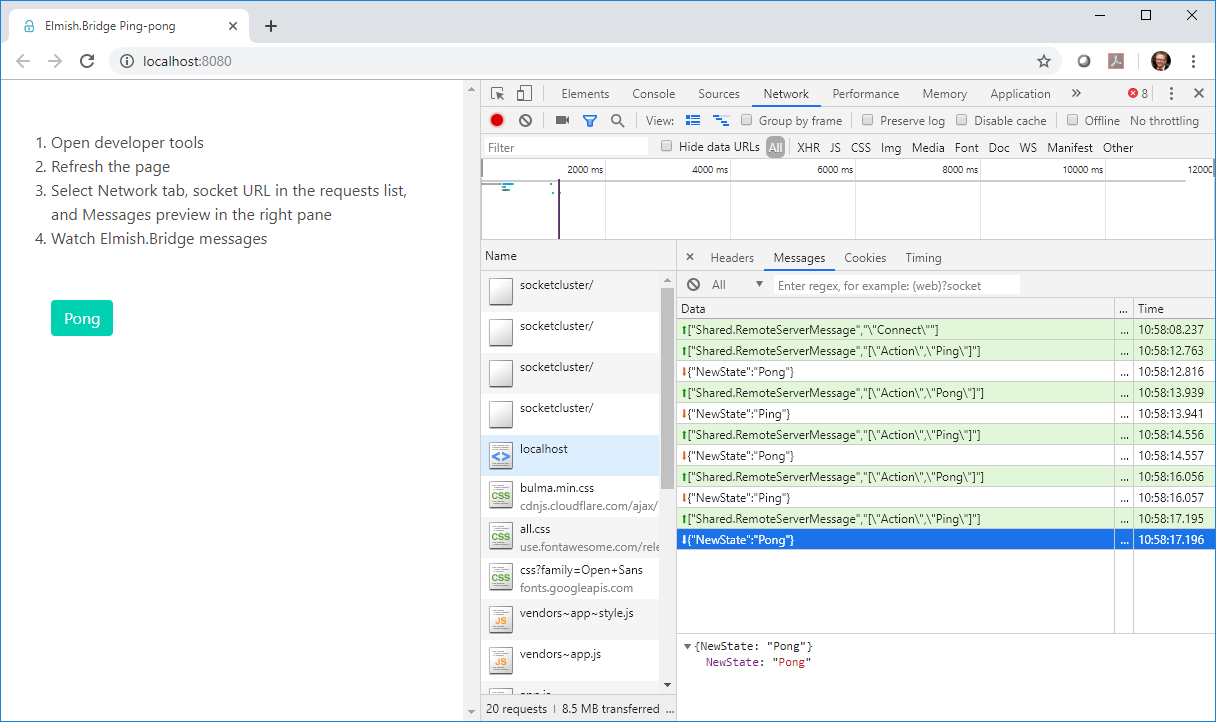 Elmish.Bridge Ping-pong
localhost:8080
1. Open developer tools
2. Refresh the page
3. Select Network tab, socket URL in the requests list,
and Messages preview in the right pane
4. Watch Elmish.Bridge messages
Pong
Elements Console Sources Network Performance Memory Application » 8
View: Group by frame Preserve log Disable cache Offline No throttling
Filter Hide data URLs All XHR JS CSS Img Media Font Doc WS Manifest Other
2000 ms 4000 ms 6000 ms 8000 ms 10000 ms 12000
Name
socketcluster/
socketcluster/
socketcluster/
socketcluster/
localhost
bulma.min.css
cdnjs.cloudflare.com/ajax/
all.css
use.fontawesome.com/rele
css?family=Open+Sans
fonts.googleapis.com
vendors~app~style.js
vendors~app.js
app.js
20 requests | 8.5 MB transferred ...
Headers Messages Cookies Timing
All Enter regex, for example: (web)?socket
Data ... Time
["Shared.RemoteServerMessage","\"Connect\""] ... 10:58:08.237
["Shared.RemoteServerMessage","[\"Action\",\"Ping\"]"] ... 10:58:12.763
{"NewState":"Pong"} ... 10:58:12.816
["Shared.RemoteServerMessage","[\"Action\",\"Pong\"]"] ... 10:58:13.939
{"NewState":"Ping"} ... 10:58:13.941
["Shared.RemoteServerMessage","[\"Action\",\"Ping\"]"] ... 10:58:14.556
{"NewState":"Pong"} ... 10:58:14.557
["Shared.RemoteServerMessage","[\"Action\",\"Pong\"]"] ... 10:58:16.056
{"NewState":"Ping"} ... 10:58:16.057
["Shared.RemoteServerMessage","[\"Action\",\"Ping\"]"] ... 10:58:17.195
{"NewState":"Pong"} ... 10:58:17.196
{NewState: "Pong"}
NewState: "Pong"